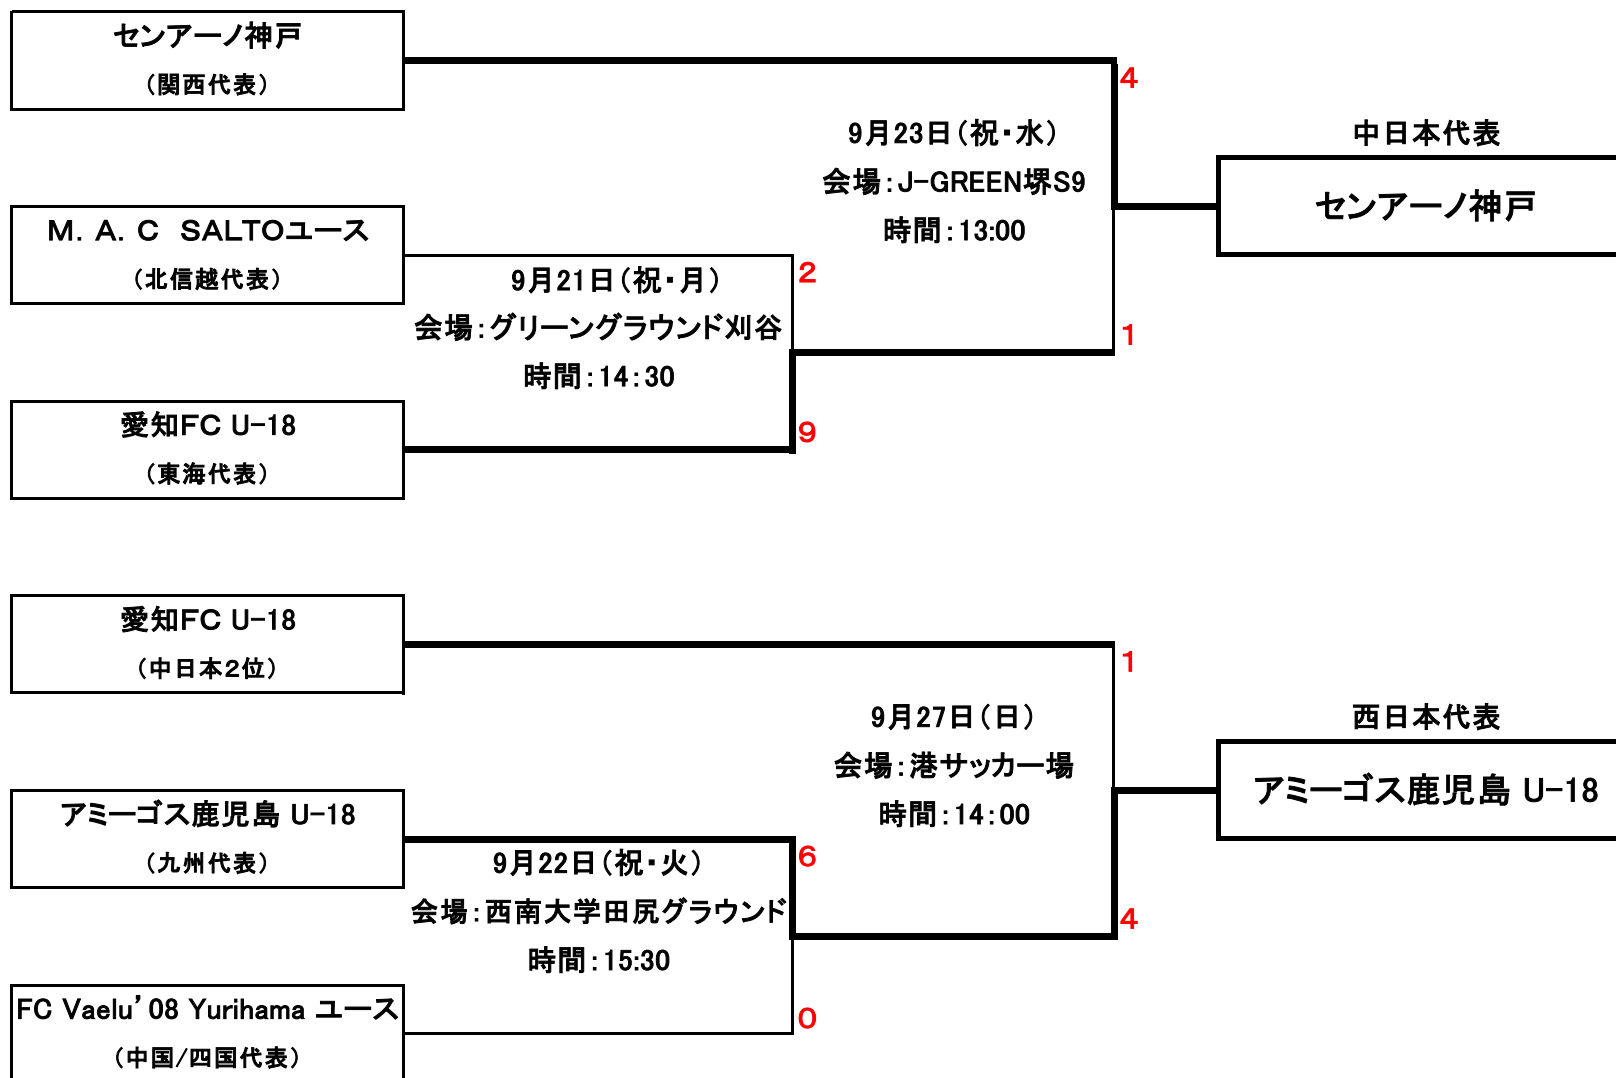 センアーノ神戸
（関西代表）
4
9月23日（祝・水）
会場：J-GREEN堺S9
時間：13:00
中日本代表
センアーノ神戸
Ｍ．Ａ．Ｃ　ＳＡＬＴＯユース
（北信越代表）
2
9月21日（祝・月）
会場：グリーングラウンド刈谷
時間：14：30
1
愛知FC U-18
（東海代表）
9
愛知FC U-18
（中日本2位）
1
9月27日（日）
会場：港サッカー場
時間：14：00
西日本代表
アミーゴス鹿児島 U-18
アミーゴス鹿児島 U-18
（九州代表）
6
9月22日（祝・火）
会場：西南大学田尻グラウンド
時間：15:30
4
FC Vaelu’08 Yurihama ユース
（中国/四国代表）
0